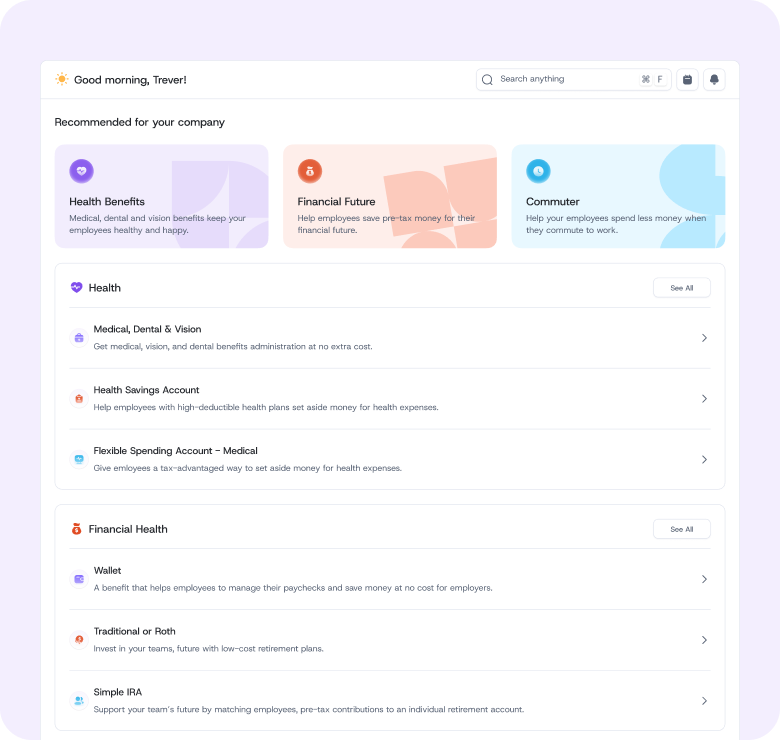 Good morning, Trever!
Search anything
⌘ F
Recommended for your company
Health Benefits
Medical, dental and vision benefits keep your
employees healthy and happy.
Financial Future
Help employees save pre-tax money for their
financial future.
Commuter
Help your employees spend less money when
they commute to work.
Health
See All
Medical, Dental & Vision
Get medical, vision, and dental benefits administration at no extra cost.
Health Savings Account
Help employees with high-deductible health plans set aside money for health expenses.
Flexible Spending Account - Medical
Give emloyees a tax-advantaged way to set aside money for health expenses.
Financial Health
See All
Wallet
A benefit that helps employees to manage their paychecks and save money at no cost for employers.
Traditional or Roth
Invest in your teams, future with low-cost retirement plans.
Simple IRA
Support your team's future by matching employees, pre-tax contributions to an individual retirement account.